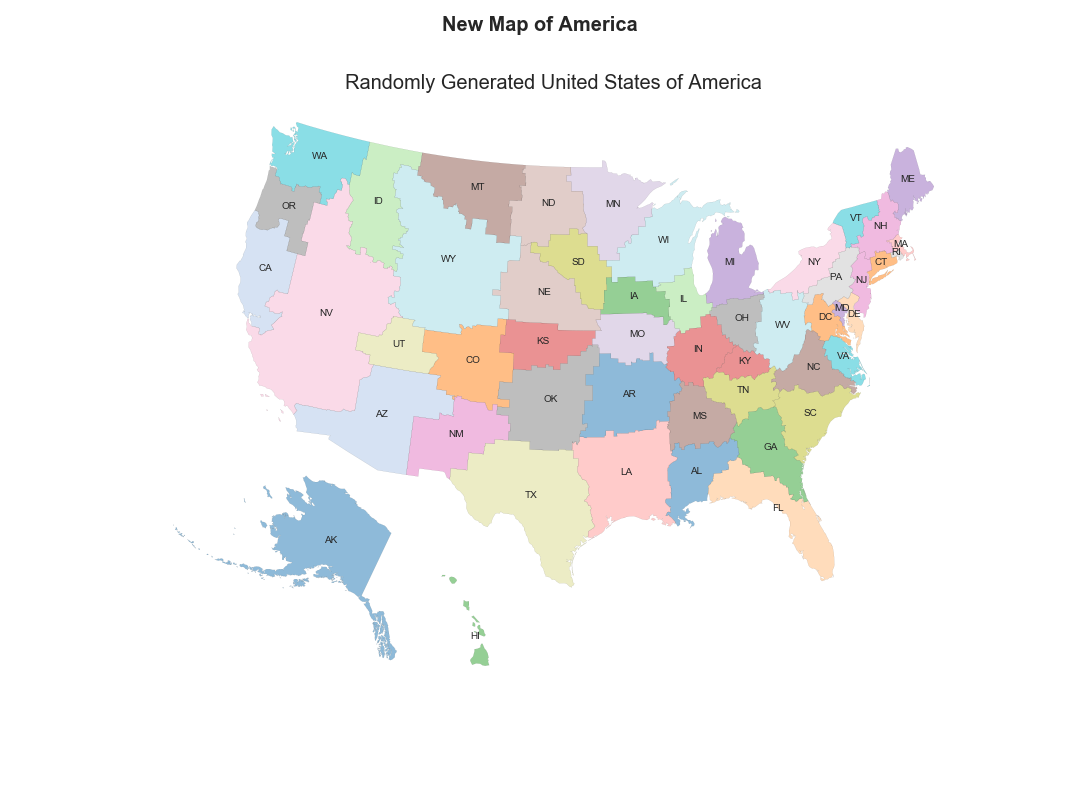 New Map of America
Randomly Generated United States of America
WA
ME
MT
ID
ND
MN
OR
VT
NH
WI
MA
RI
CA
WY
SD
MI
NY
CT
PA
NJ
NE
IA
IL
NV
MD
DE
OH
DC
WV
MO
UT
KS
IN
VA
CO
KY
NC
TN
AR
OK
AZ
SC
MS
NM
GA
LA
AL
TX
FL
AK
HI